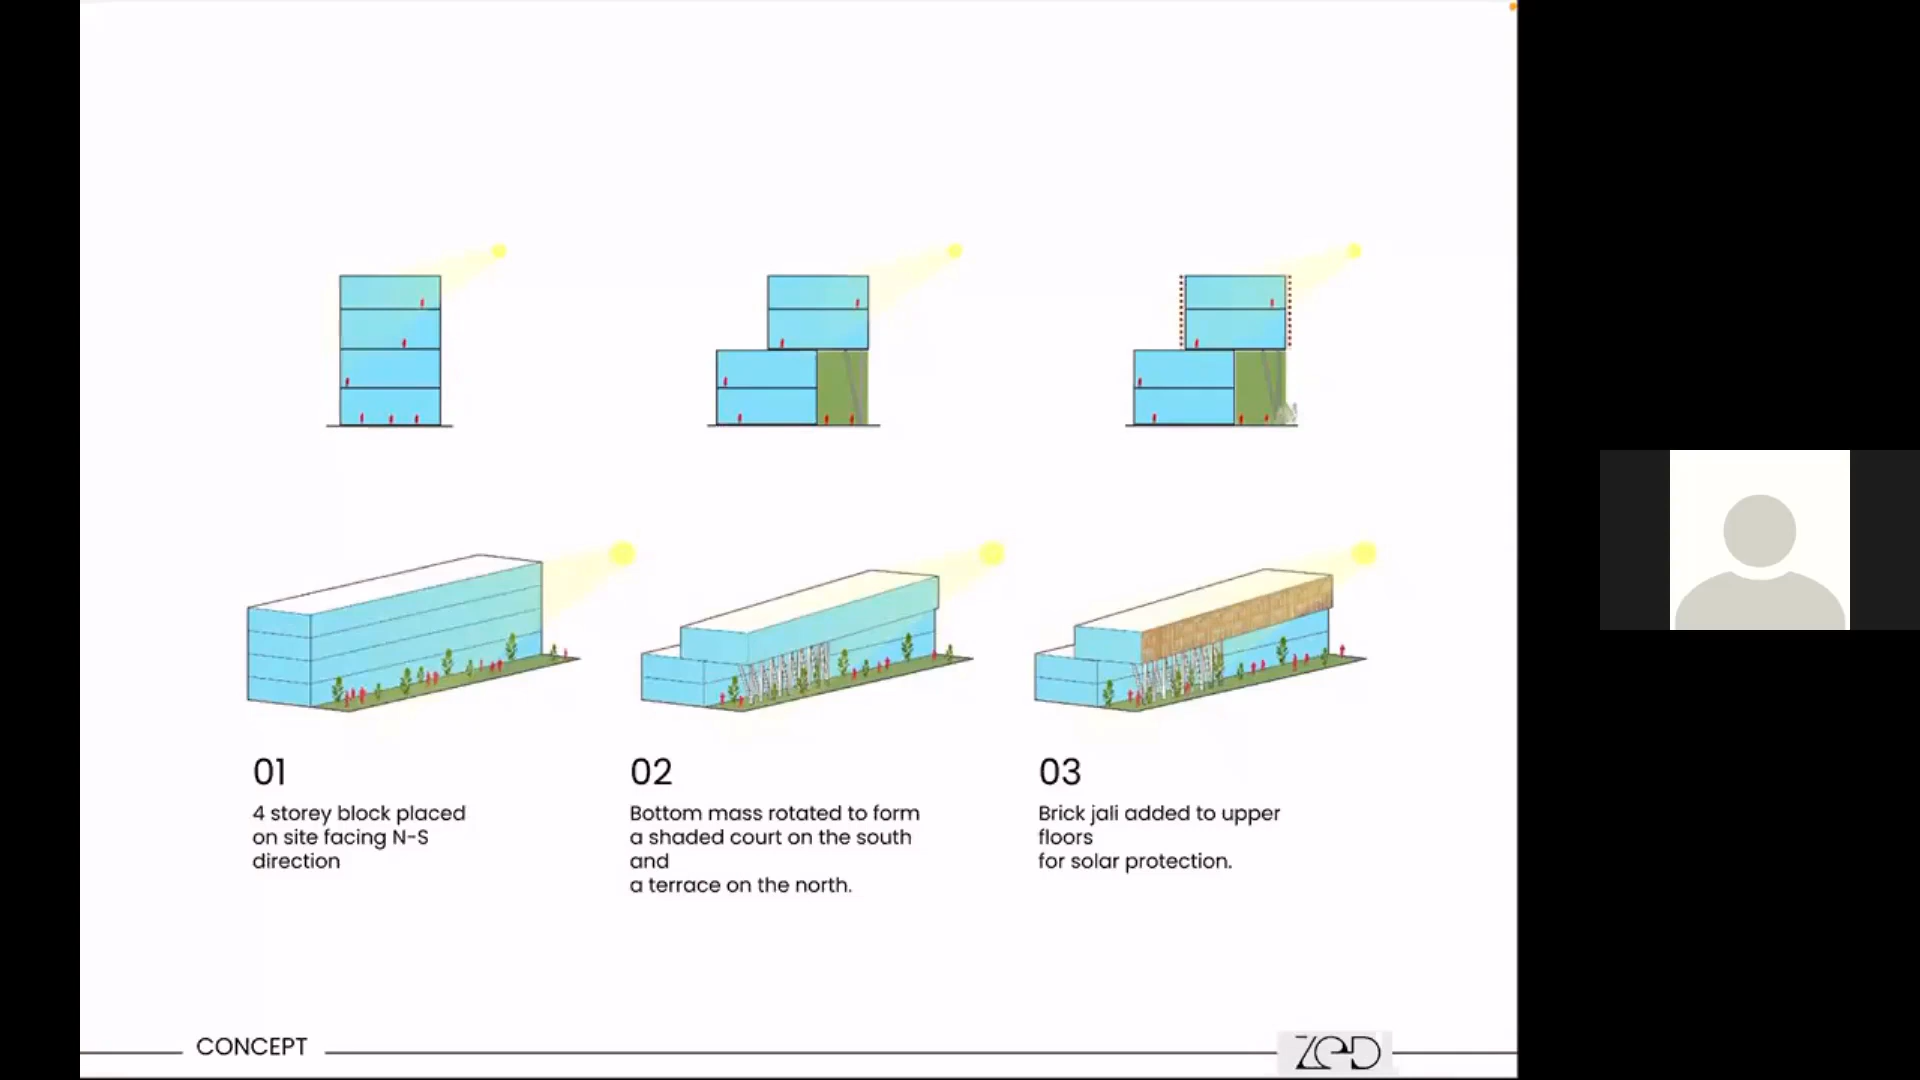 01
4 storey block placed
on site facing N-S
direction
02
Bottom mass rotated to form
a shaded court on the south
and
a terrace on the north.
03
Brick jali added to upper
floors
for solar protection.
CONCEPT
ZED